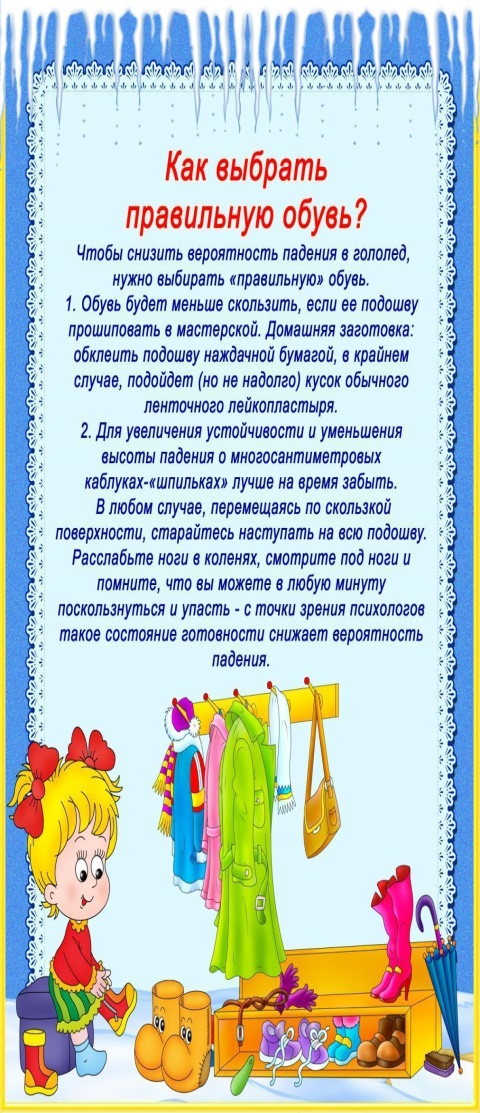 Как выбрать
правильную обувь?
Чтобы снизить вероятность падения в гололед,
нужно выбирать «правильную» обувь.
1. Обувь будет меньше скользить, если ее подошву
прошиповать в мастерской. Домашняя заготовка:
обклеить подошву наждачной бумагой, в крайнем
случае, подойдет (но не надолго) кусок обычного
ленточного лейкопластыря.
2. Для увеличения устойчивости и уменьшения
высоты падения о многосантиметровых
каблуках-«шпильках» лучше на время забыть.
В любом случае, перемещаясь по скользкой
поверхности, старайтесь наступать на всю подошву.
Расслабьте ноги в коленях, смотрите под ноги и
помните, что вы можете в любую минуту
поскользнуться и упасть - с точки зрения психологов
такое состояние готовности снижает вероятность
падения.